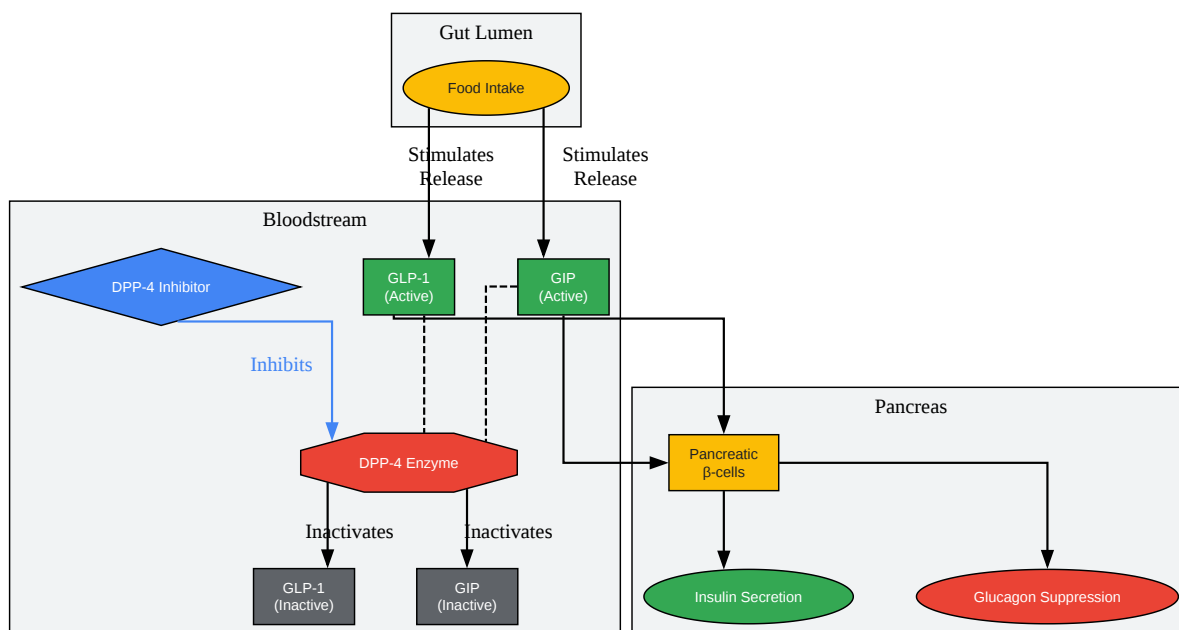 Gut Lumen
Food Intake
Stimulates
Release
Stimulates
Release
Bloodstream
DPP-4 Inhibitor
GLP-1
(Active)
GIP
(Active)
Inhibits
Pancreas
DPP-4 Enzyme
Pancreatic
β-cells
Inactivates
Inactivates
GLP-1
(Inactive)
GIP
(Inactive)
Insulin Secretion
Glucagon Suppression